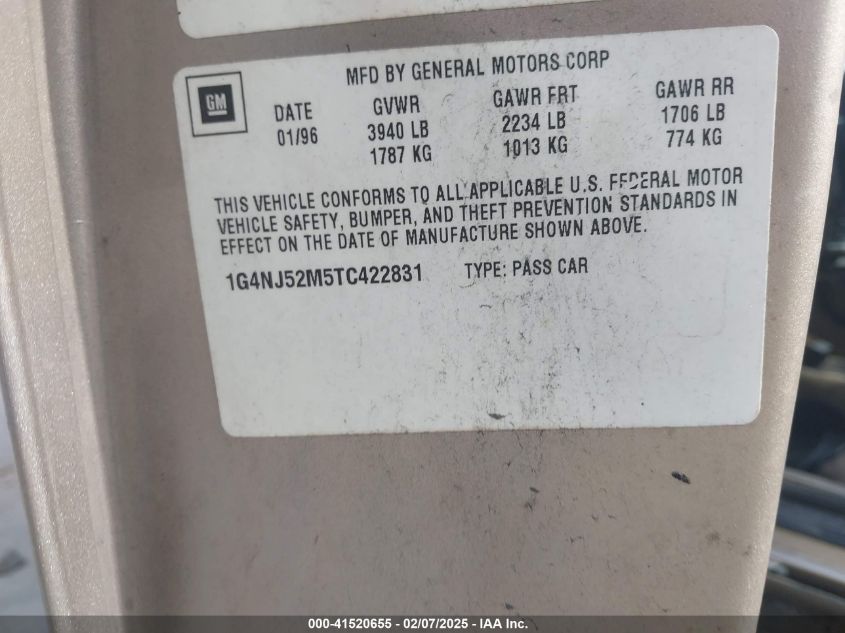 MFD BY GENERAL MOTORS CORP
GM
DATE GVWR GAWR FRT GAWR RR
01/96 3940 LB 2234 LB 1706 LB
1787 KG 1013 KG 774 KG
THIS VEHICLE CONFORMS TO ALL APPLICABLE U.S. FEDERAL MOTOR
VEHICLE SAFETY, BUMPER, AND THEFT PREVENTION STANDARDS IN
EFFECT ON THE DATE OF MANUFACTURE SHOWN ABOVE.
1G4NJ52M5TC422831 TYPE: PASS CAR
000-41520655 - 02/07/2025 - IAA Inc.